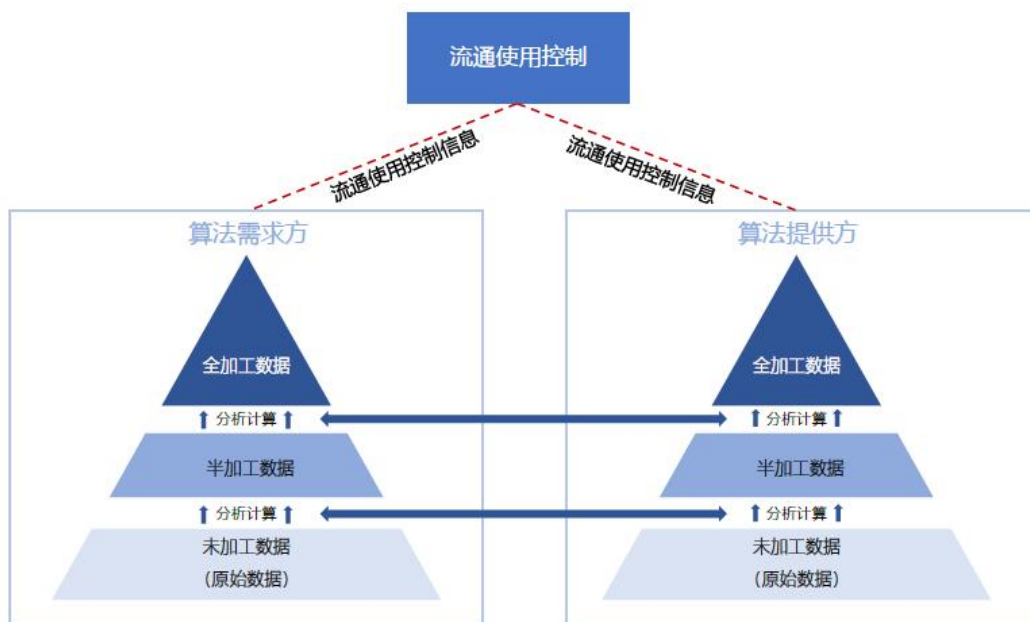 流通使用控制
流通使用控制信息
流通使用控制信息
算法需求方
全加工数据
分析计算
半加工数据
分析计算
未加工数据
(原始数据)
算法提供方
全加工数据
分析计算
半加工数据
分析计算
未加工数据
(原始数据)